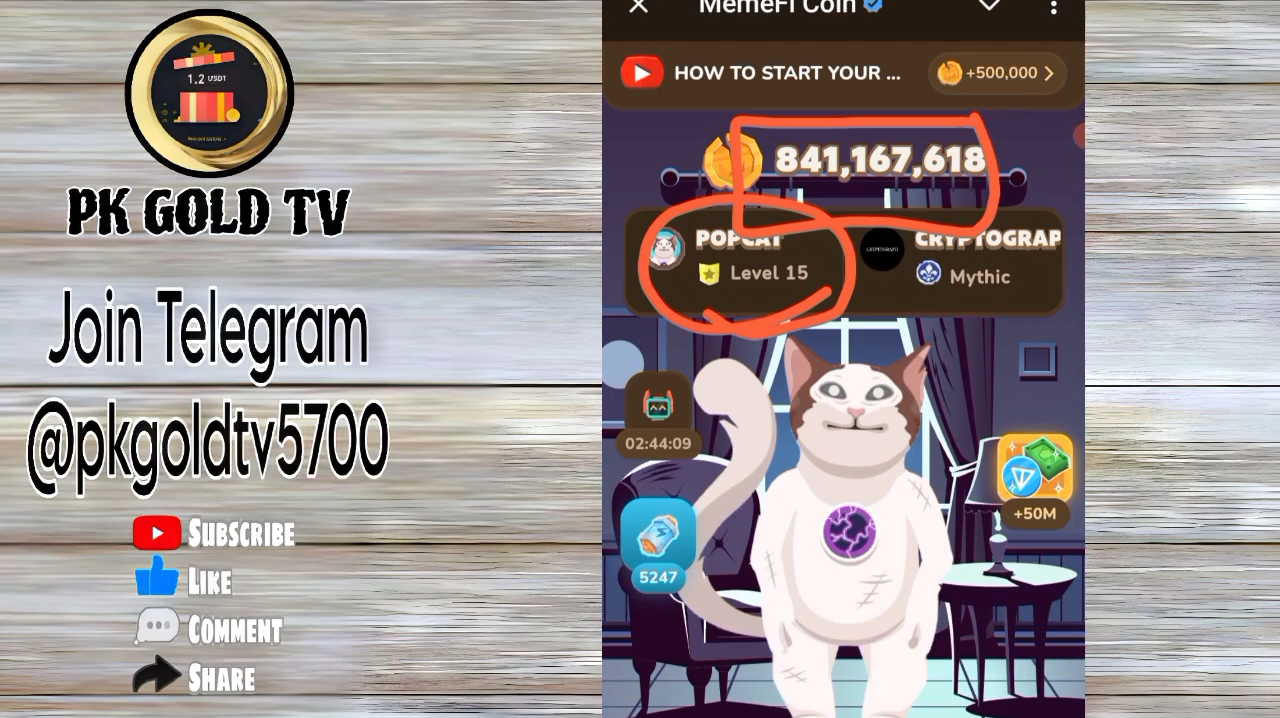 1.2 USDT
PK GOLD TV
Join Telegram
@pkgoldtv5700
SUBSCRIBE
LIKE
COMMENT
SHARE
MemeFi Coin
HOW TO START YOUR ...
+500,000
841,167,618
POPCAT
Level 15
CRYPTOGRAP
Mythic
02:44:09
+50M
5247